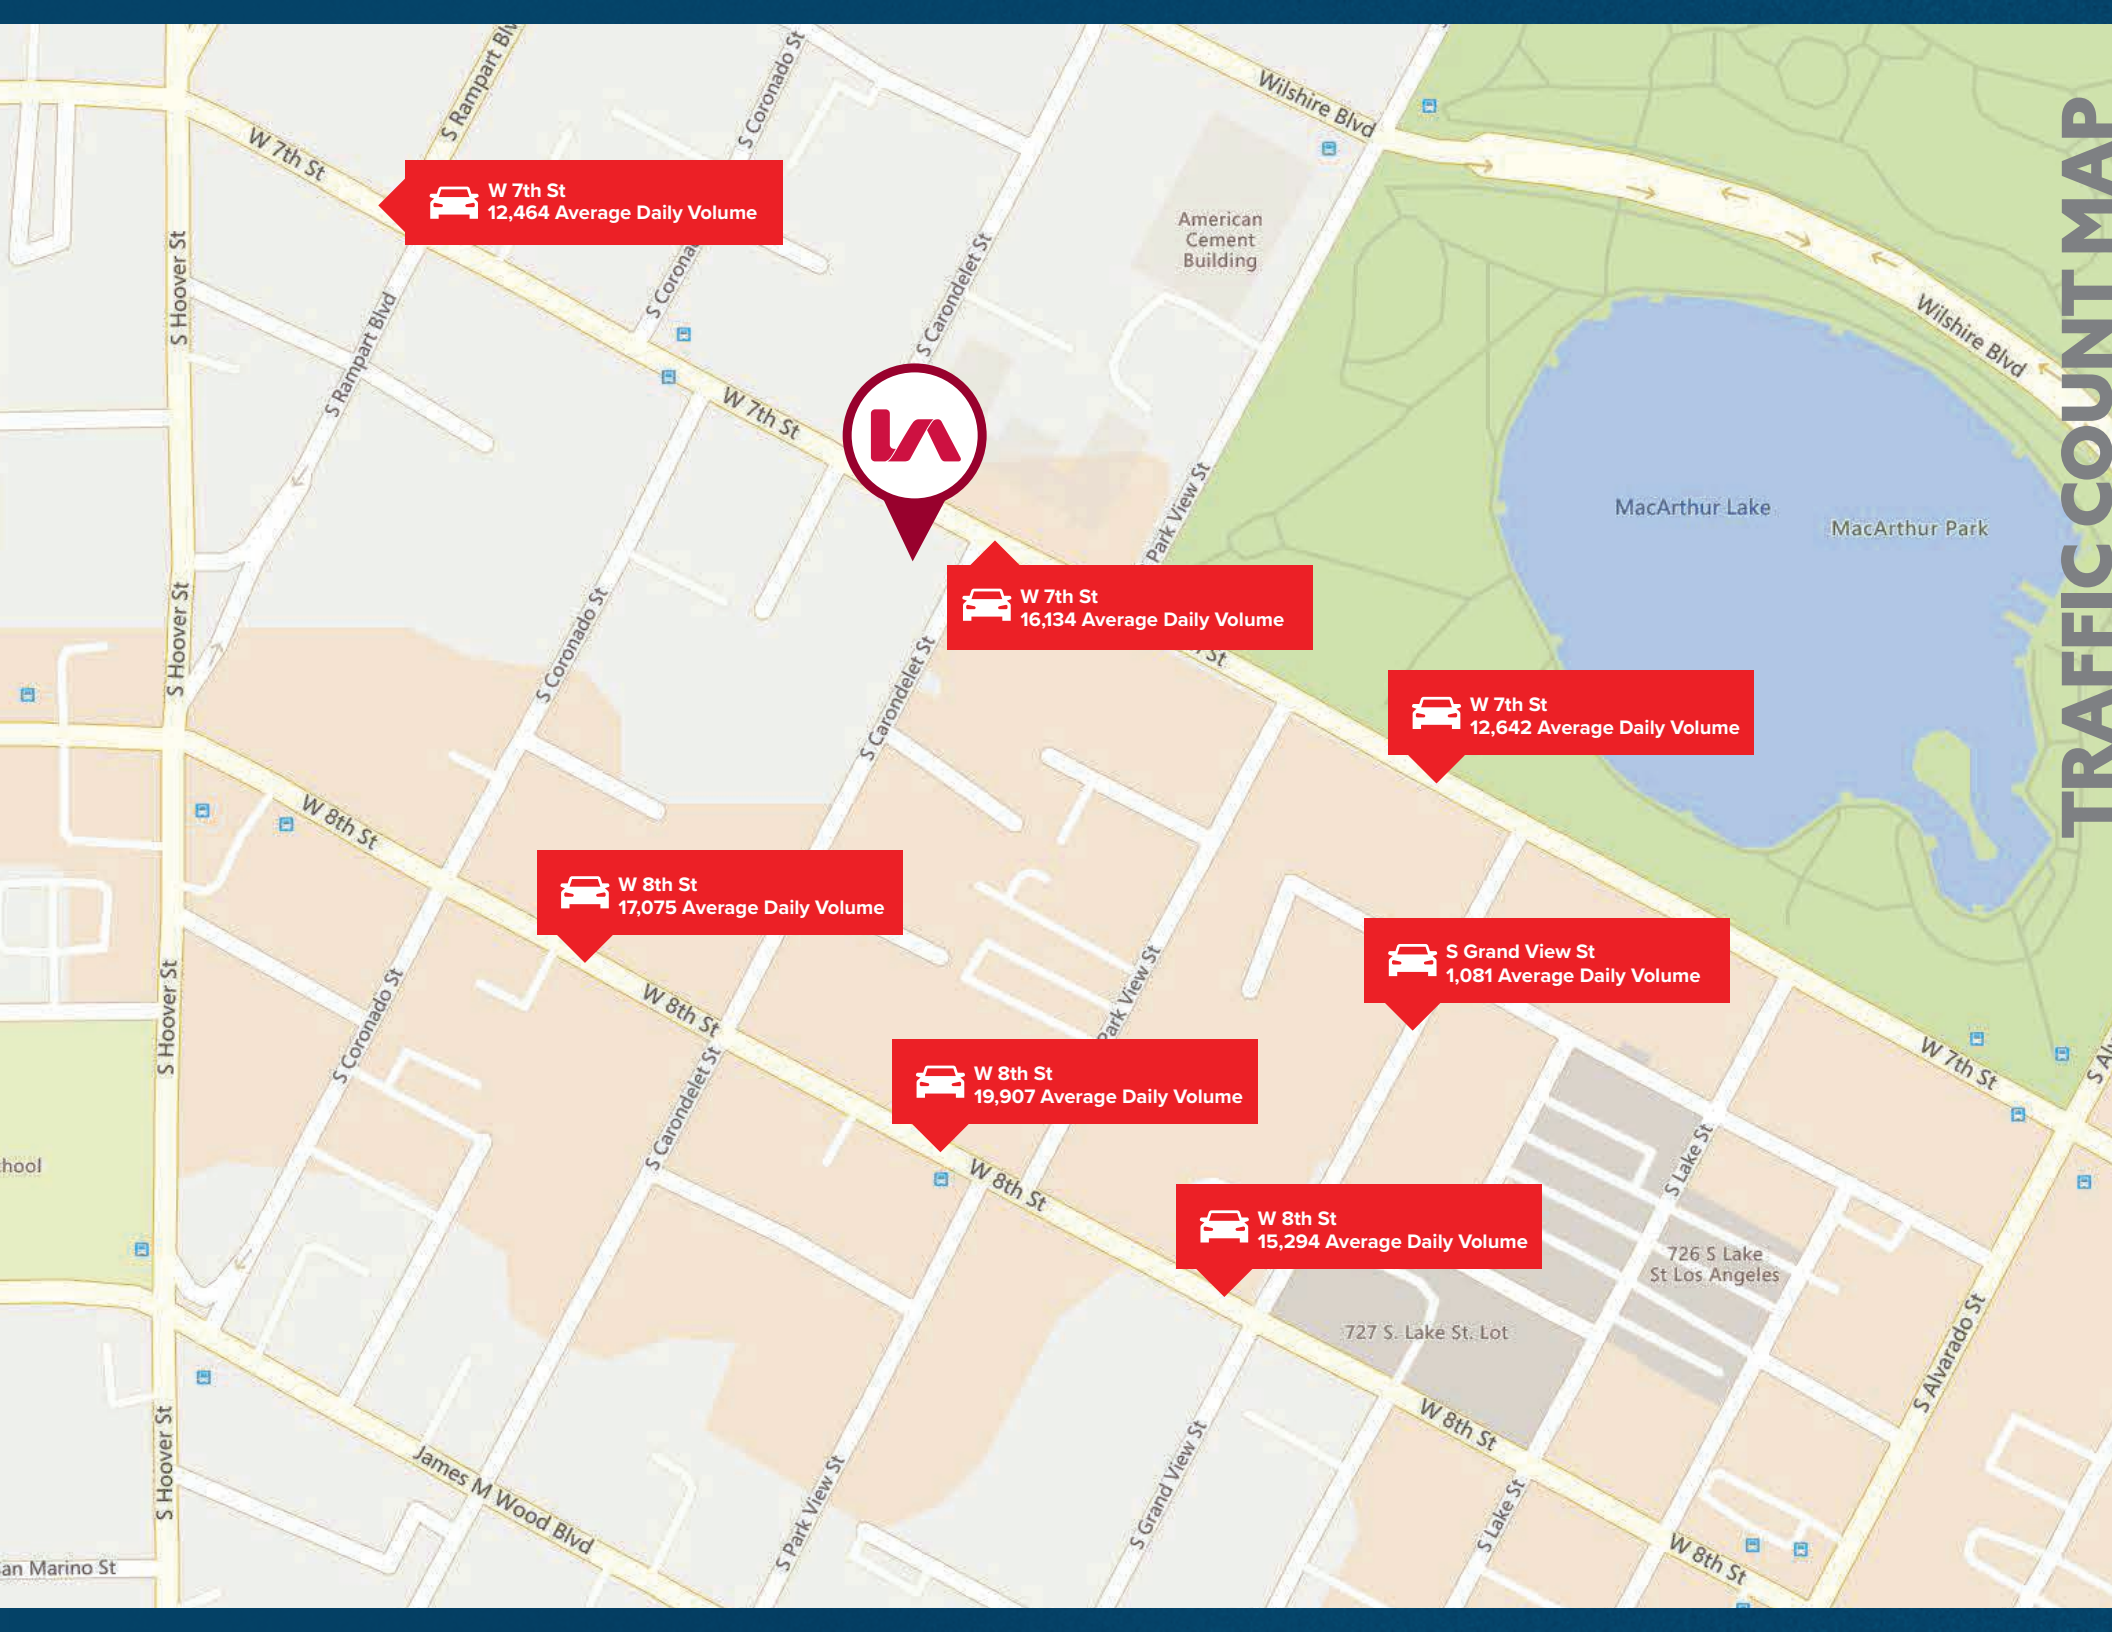 TRAFFIC COUNT MAP
S Rampart Blv
S Coronado St
Wilshire Blvd
W 7th St
W 7th St
12,464 Average Daily Volume
American
Cement
Building
S Hoover St
S Corona
S Carondelet St
S Rampart Blvd
Wilshire Blvd
W 7th St
LA
MacArthur Lake
MacArthur Park
Park View St
W 7th St
16,134 Average Daily Volume
St
S Hoover St
S Coronado St
S Carondelet St
W 7th St
12,642 Average Daily Volume
W 8th St
W 8th St
17,075 Average Daily Volume
S Grand View St
1,081 Average Daily Volume
S Hoover St
S Coronado St
W 8th St
Park View St
W 7th St
S Alv
W 8th St
19,907 Average Daily Volume
S Carondelet St
hool
W 8th St
S Lake St
W 8th St
15,294 Average Daily Volume
726 S Lake
St Los Angeles
727 S. Lake St. Lot
S Alvarado St
S Hoover St
James M Wood Blvd
S Park View St
S Grand View St
W 8th St
S Lake St
W 8th St
an Marino St